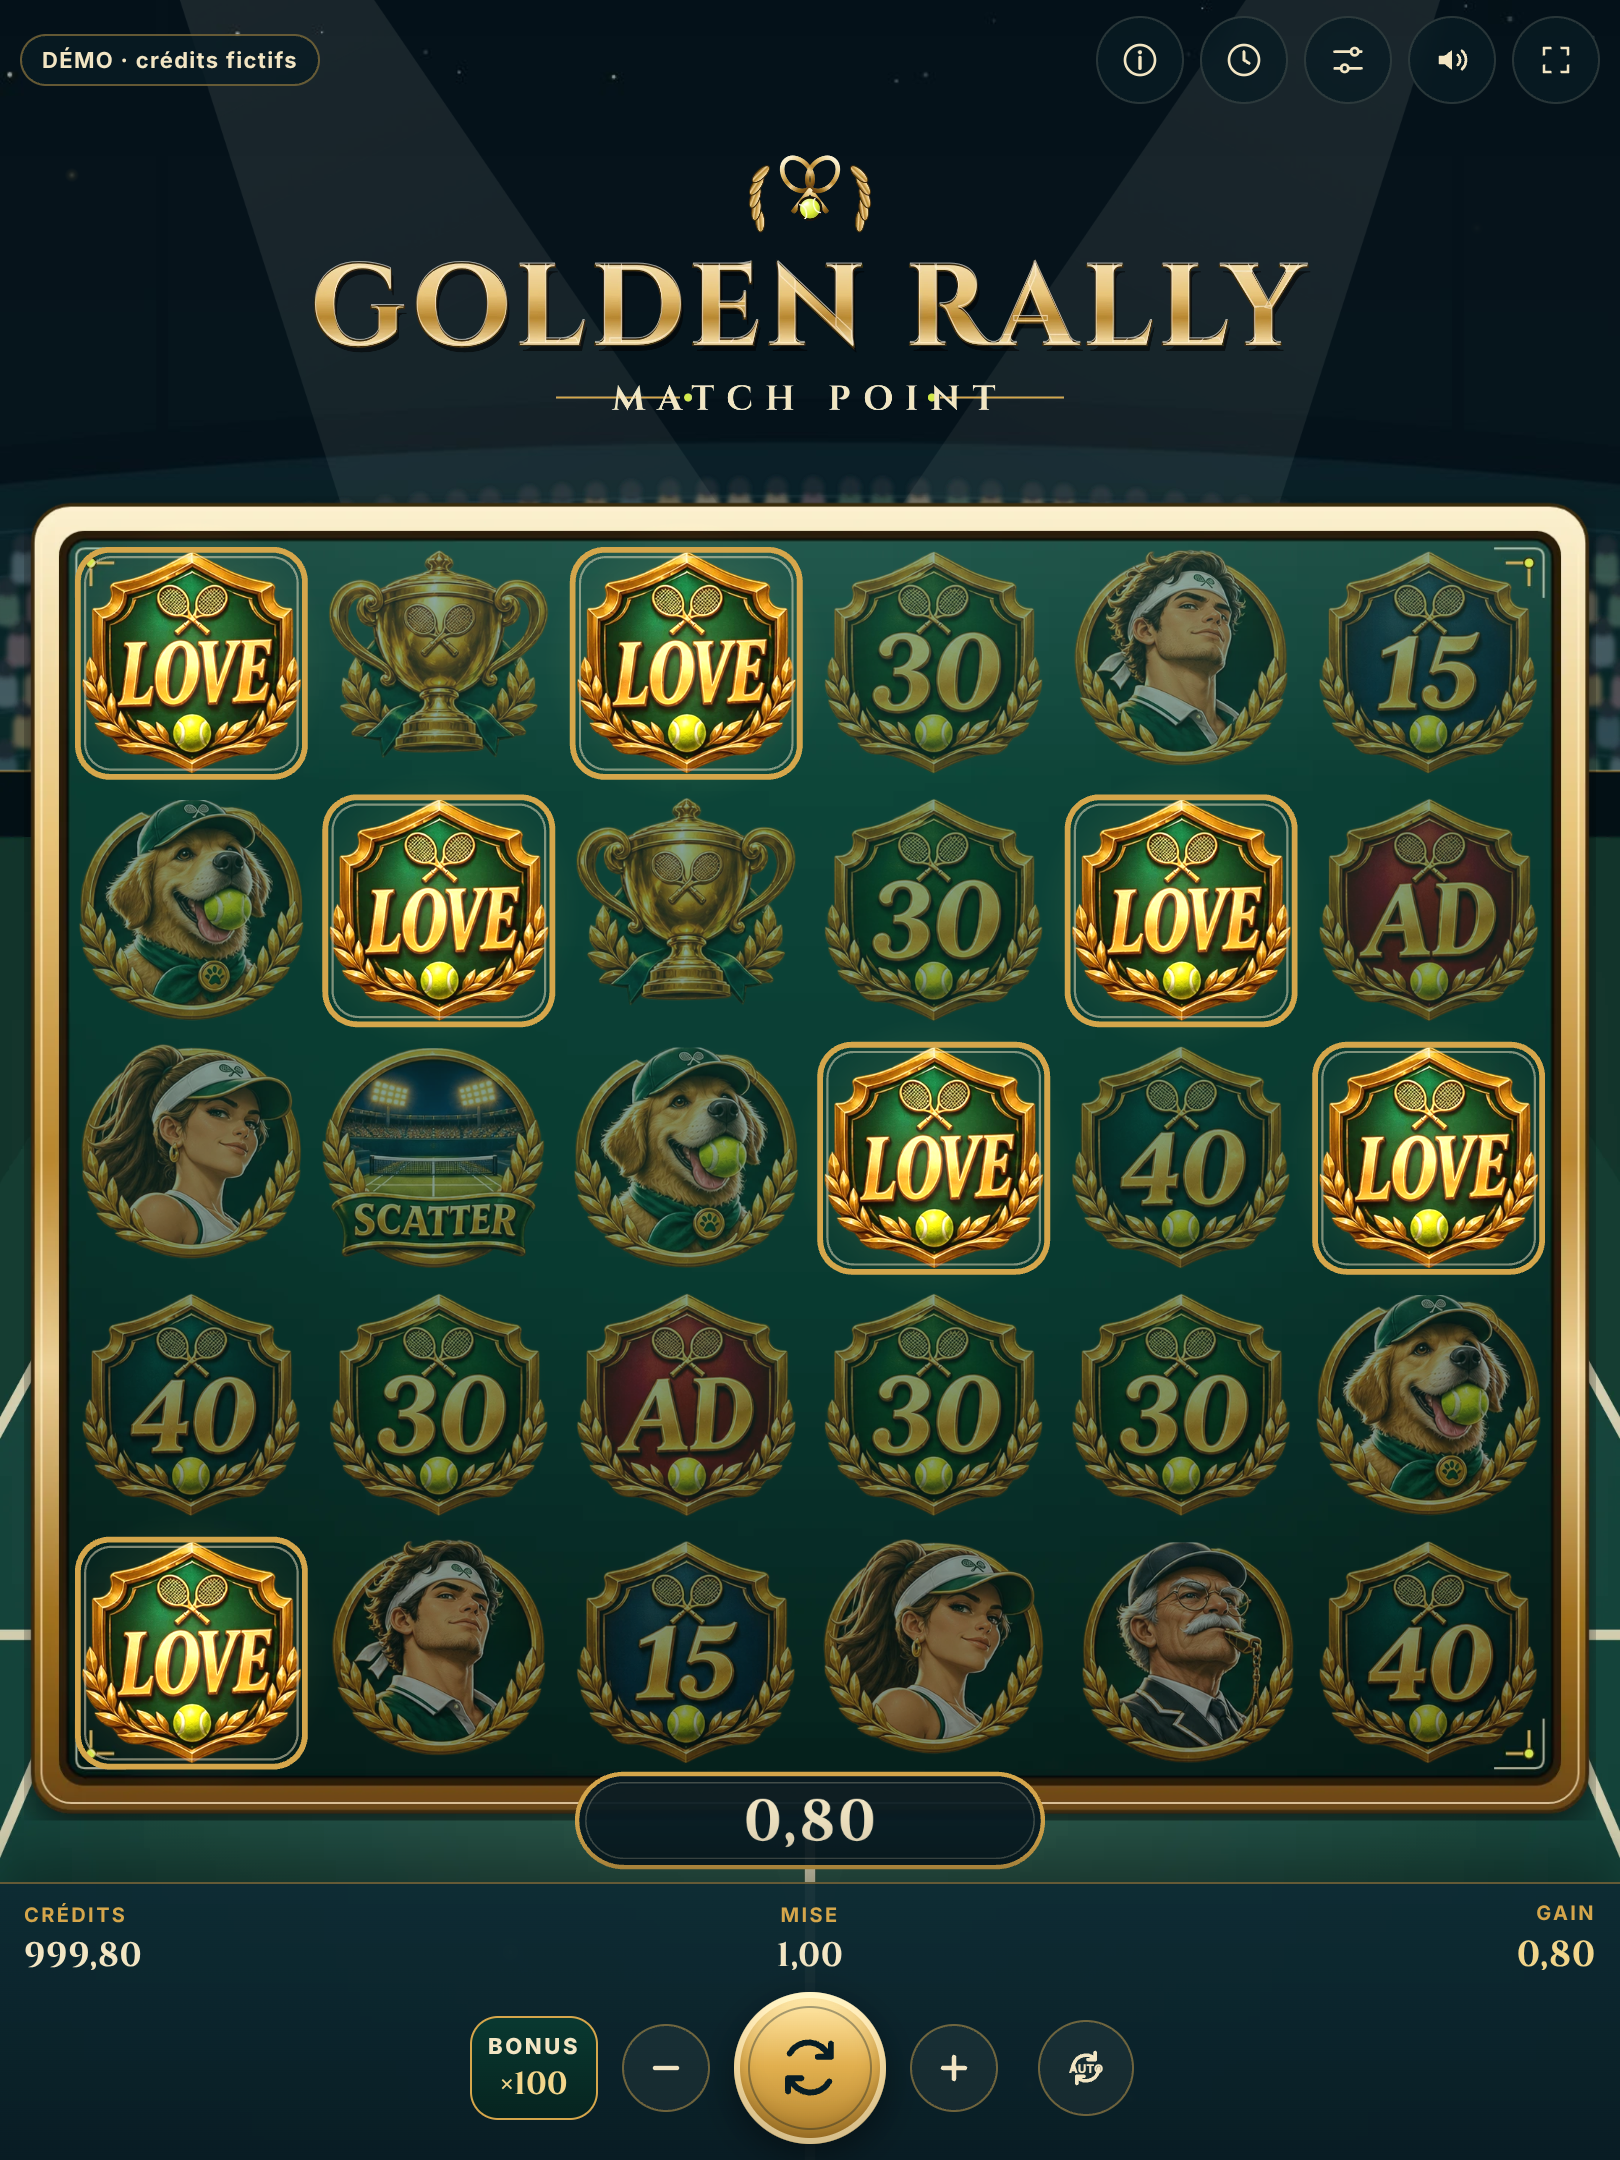 DÉMO · crédits fictifs
GOLDEN RALLY
MATCH POINT
LOVE LOVE 30 15
LOVE 30 LOVE AD
SCATTER LOVE 40 LOVE
40 30 AD 30 30
LOVE 15 40
0,80
CRÉDITS MISE GAIN
999,80 1,00 0,80
BONUS
×100
AUTO